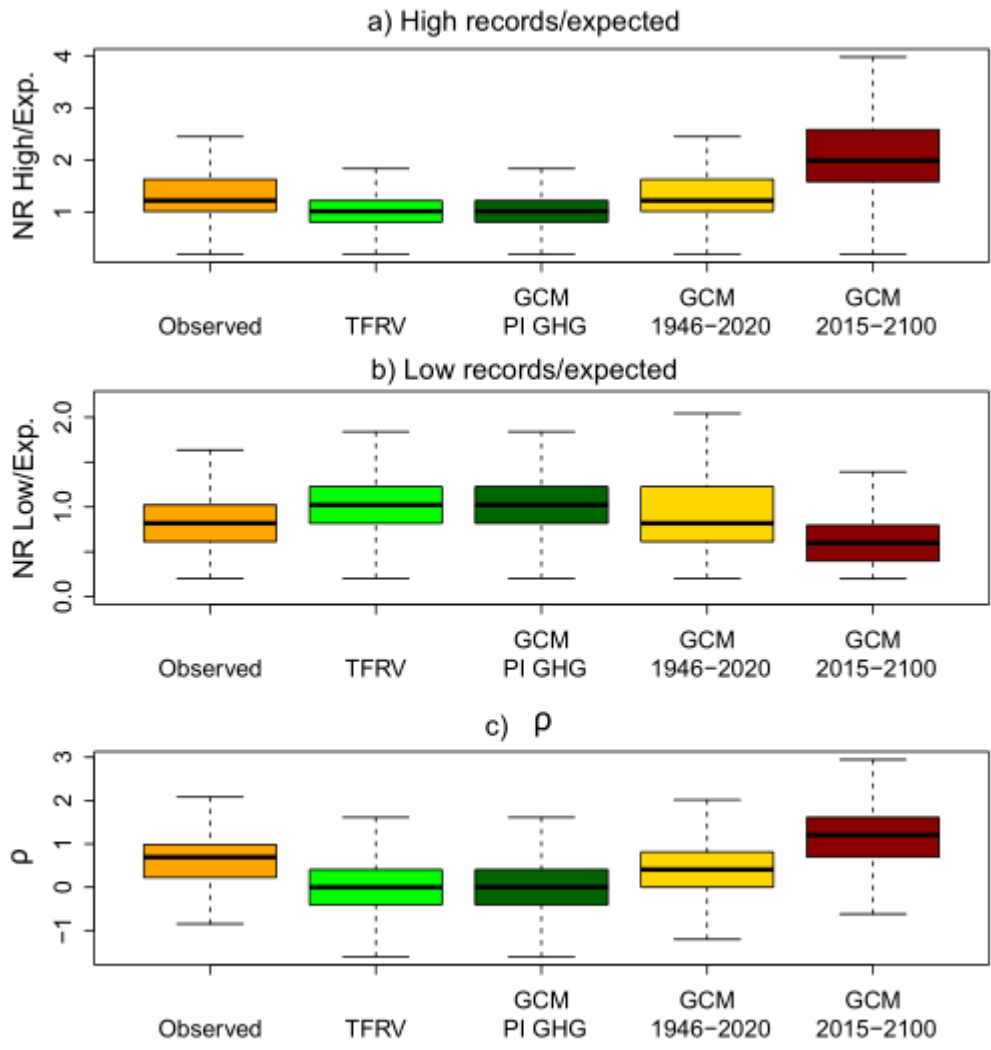 a) High records/expected
NR High/Exp.
4
3
2
1
GCM GCM GCM
Observed TFRV PI GHG 1946−2020 2015−2100
b) Low records/expected
NR Low/Exp.
2.0
1.0
0.0
GCM GCM GCM
Observed TFRV PI GHG 1946−2020 2015−2100
c) ρ
ρ
3
2
1
0
−1
GCM GCM GCM
Observed TFRV PI GHG 1946−2020 2015−2100